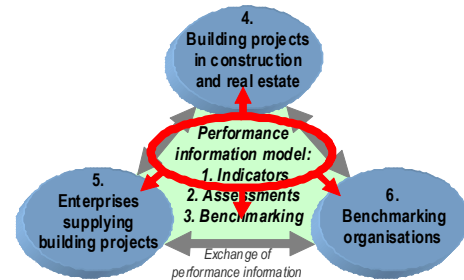 4.
Building projects
in construction
and real estate
Performance
information model:
1. Indicators
2. Assessments
3. Benchmarking
5.
Enterprises
supplying
building projects
6.
Benchmarking
organisations
Exchange of
performance information